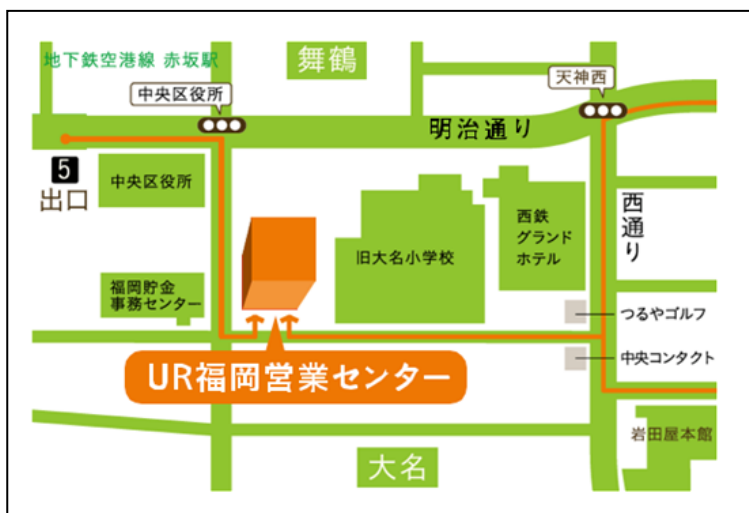 地下鉄空港線 赤坂駅
舞鶴
中央区役所
天神西
明治通り
5
出口
中央区役所
西鉄
グランド
ホテル
西通り
旧大名小学校
福岡貯金
事務センター
つるやゴルフ
UR福岡営業センター
中央コンタクト
岩田屋本館
大名